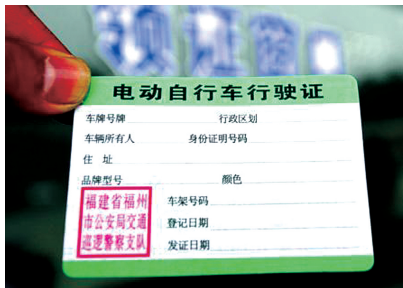 电动自行车行驶证
车牌号牌 行政区划
车辆所有人 身份证明号码
住 址
品牌型号 颜色
车架号码
登记日期
发证日期
福建省福州
市公安局交通
巡逻警察支队